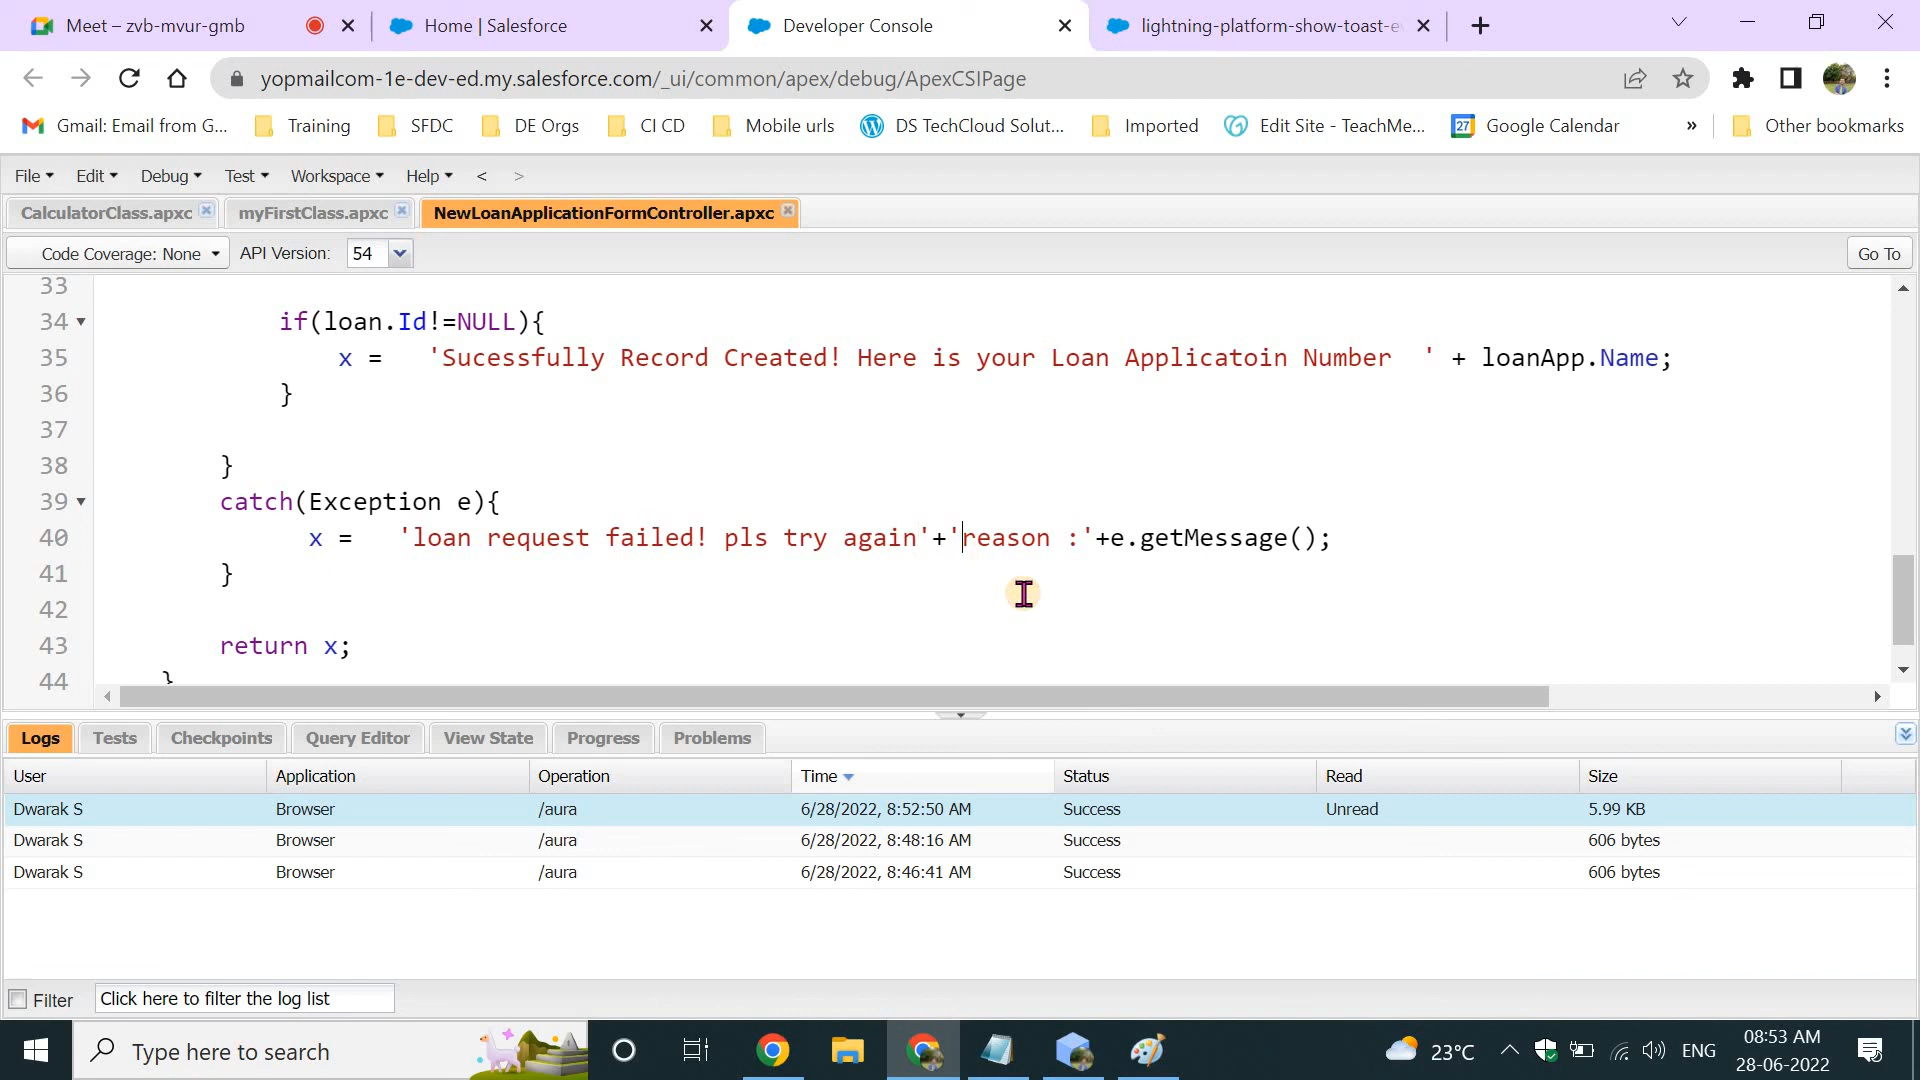 Meet – zvb-mvur-gmb
Home | Salesforce
Developer Console
lightning-platform-show-toast-e
yopmailcom-1e-dev-ed.my.salesforce.com/_ui/common/apex/debug/ApexCSIPage
Gmail: Email from G...
Training
SFDC
DE Orgs
CI CD
Mobile urls
DS TechCloud Solut...
Imported
Edit Site - TeachMe...
27
Google Calendar
»
Other bookmarks
File
Edit
Debug
Test
Workspace
Help
<
>
CalculatorClass.apxc
myFirstClass.apxc
NewLoanApplicationFormController.apxc
Code Coverage: None
API Version:
54
Go To
33
34 if(loan.Id!=NULL){
35 x = 'Sucessfully Record Created! Here is your Loan Applicatoin Number ' + loanApp.Name;
36 }
37
38 }
39 catch(Exception e){
40 x = 'loan request failed! pls try again'+'reason :'+e.getMessage();
41 }
42
43 return x;
44 }
Logs
Tests
Checkpoints
Query Editor
View State
Progress
Problems
User Application Operation Time Status Read Size
Dwarak S Browser /aura 6/28/2022, 8:52:50 AM Success Unread 5.99 KB
Dwarak S Browser /aura 6/28/2022, 8:48:16 AM Success 606 bytes
Dwarak S Browser /aura 6/28/2022, 8:46:41 AM Success 606 bytes
Filter
Click here to filter the log list
Type here to search
23°C
ENG
08:53 AM
28-06-2022